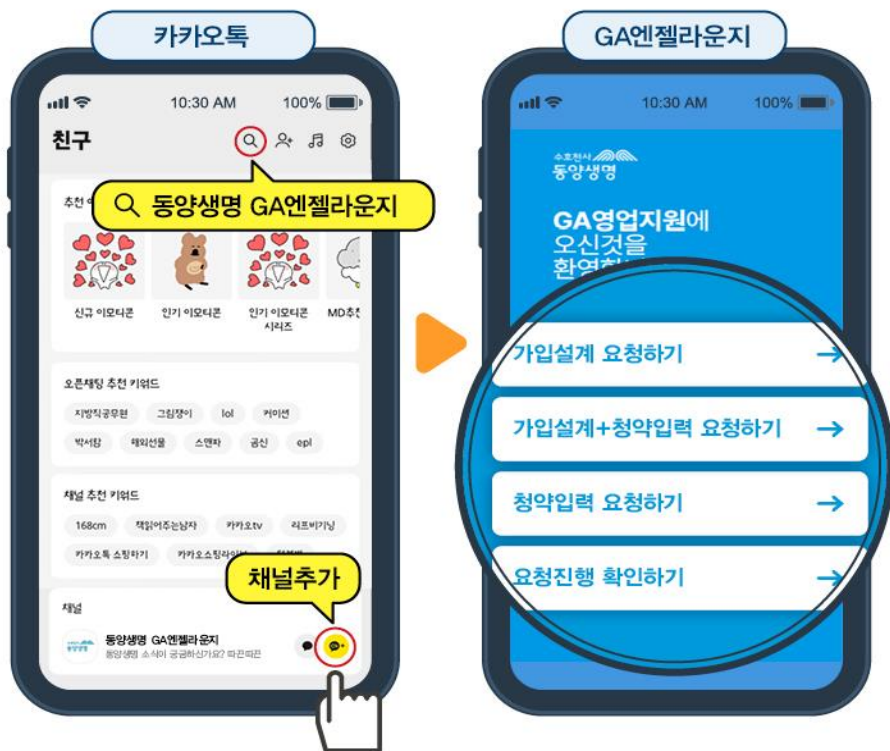 카카오톡
10:30 AM
100%
친구
동양생명 GA엔젤라운지
추천
신규 이모티콘
인기 이모티콘
인기 이모티콘
시리즈
MD추천
오픈채팅 추천 키워드
지방직공무원 그림쟁이 lol 커이션
박서함 해외선물 스맨파 공신 epl
채널 추천 키워드
168cm 책읽어주는남자 카카오tv 리프비기닝
카카오톡 쇼핑하기
채널추가
채널
동양생명 GA엔젤라운지
동양생명 소식이 궁금하신가요? 따끈따끈
GA엔젤라운지
10:30 AM
100%
수호천사
동양생명
GA영업지원에
오신것을
가입설계 요청하기
가입설계+청약입력 요청하기
청약입력 요청하기
요청진행 확인하기